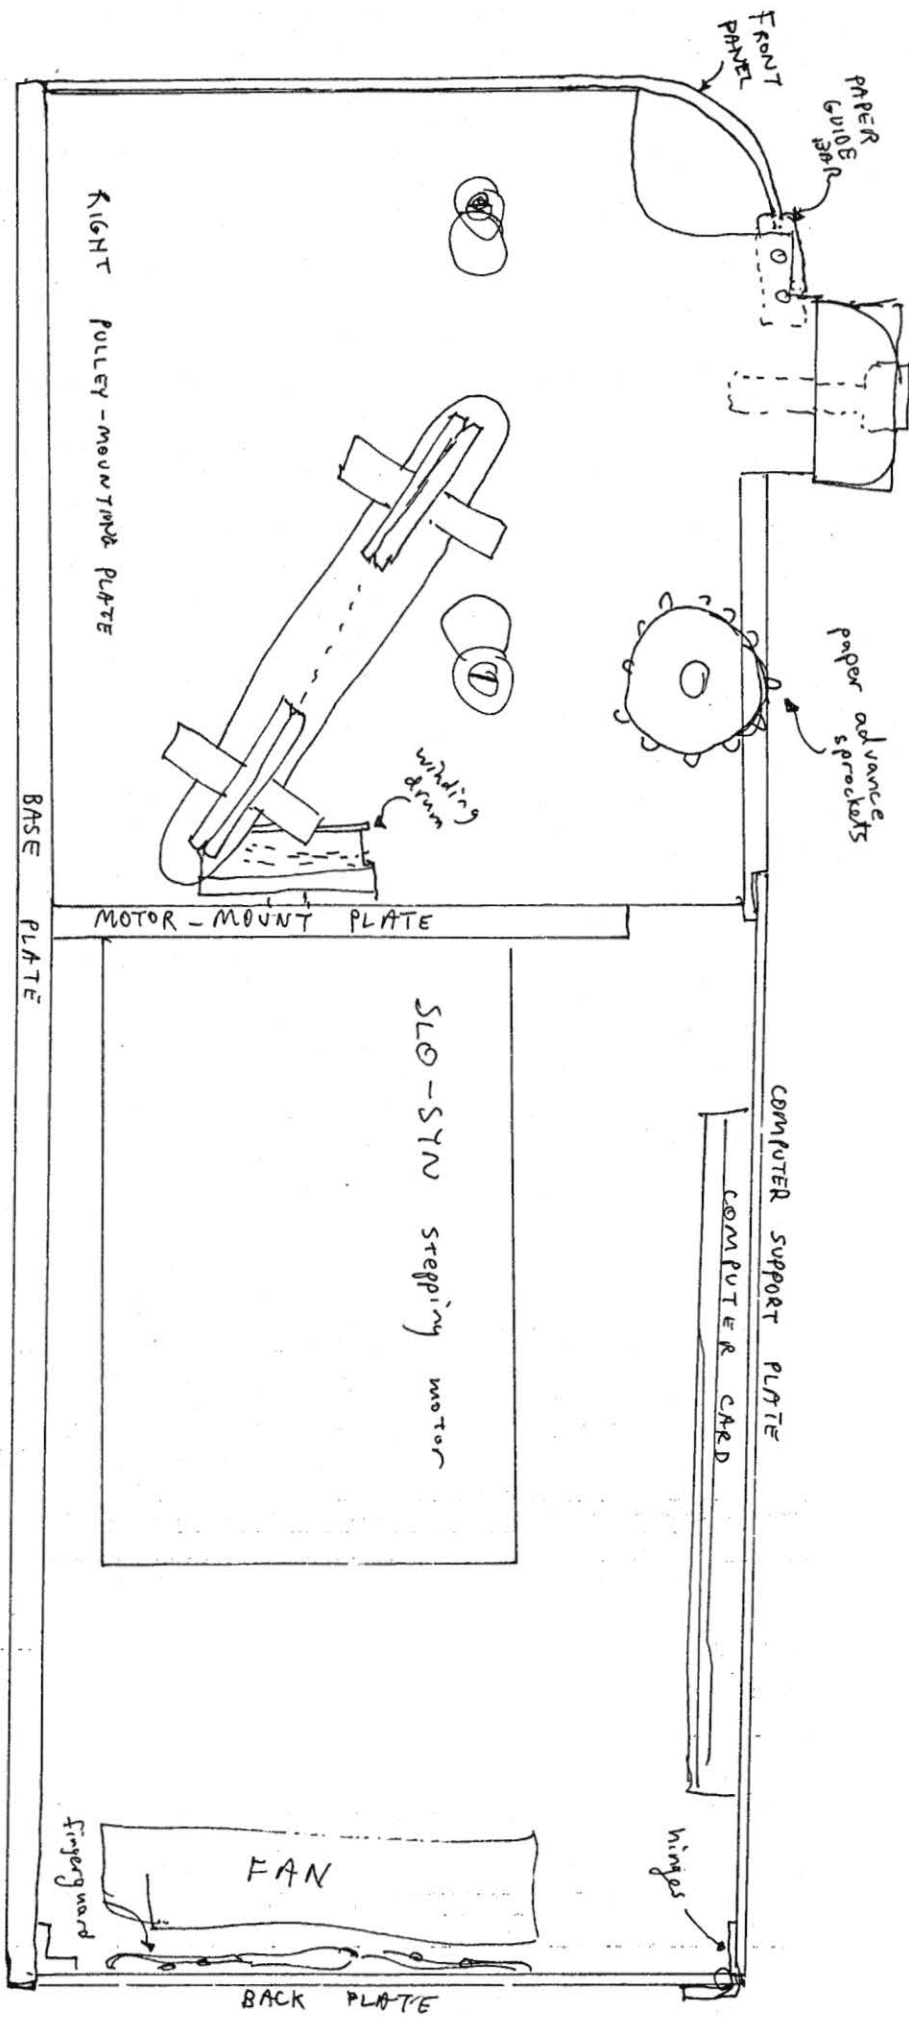 FRONT
PANEL
PAPER
GUIDE
BAR
RIGHT PULLEY-MOUNTING PLATE
paper advance
sprockets
winding
drum
BASE PLATE
MOTOR-MOUNT PLATE
SLO-SYN stepping motor
COMPUTER SUPPORT PLATE
COMPUTER CARD
hinges
FAN
fingerguard
BACK PLATE